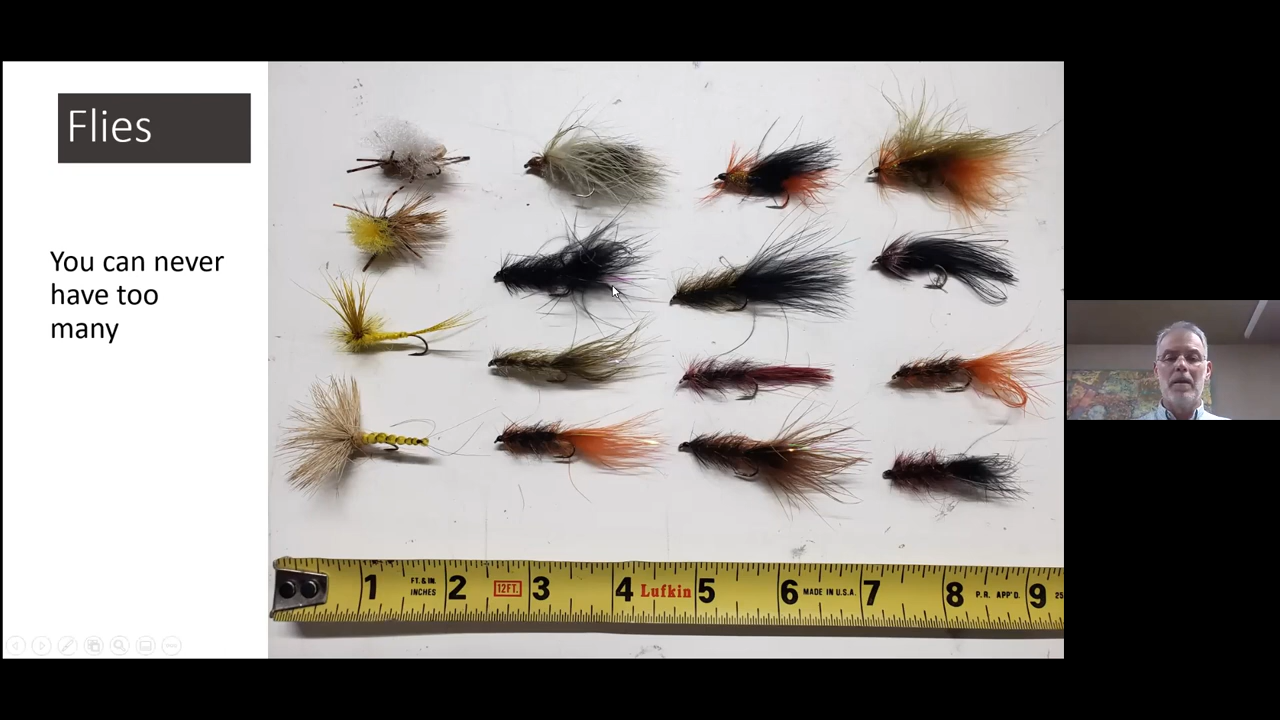 Flies
You can never
have too
many
1 FT. & IN. INCHES 2 12FT. 3 4 Lufkin 5 6 MADE IN U.S.A. 7 8 P.R. APP'D. 9 25